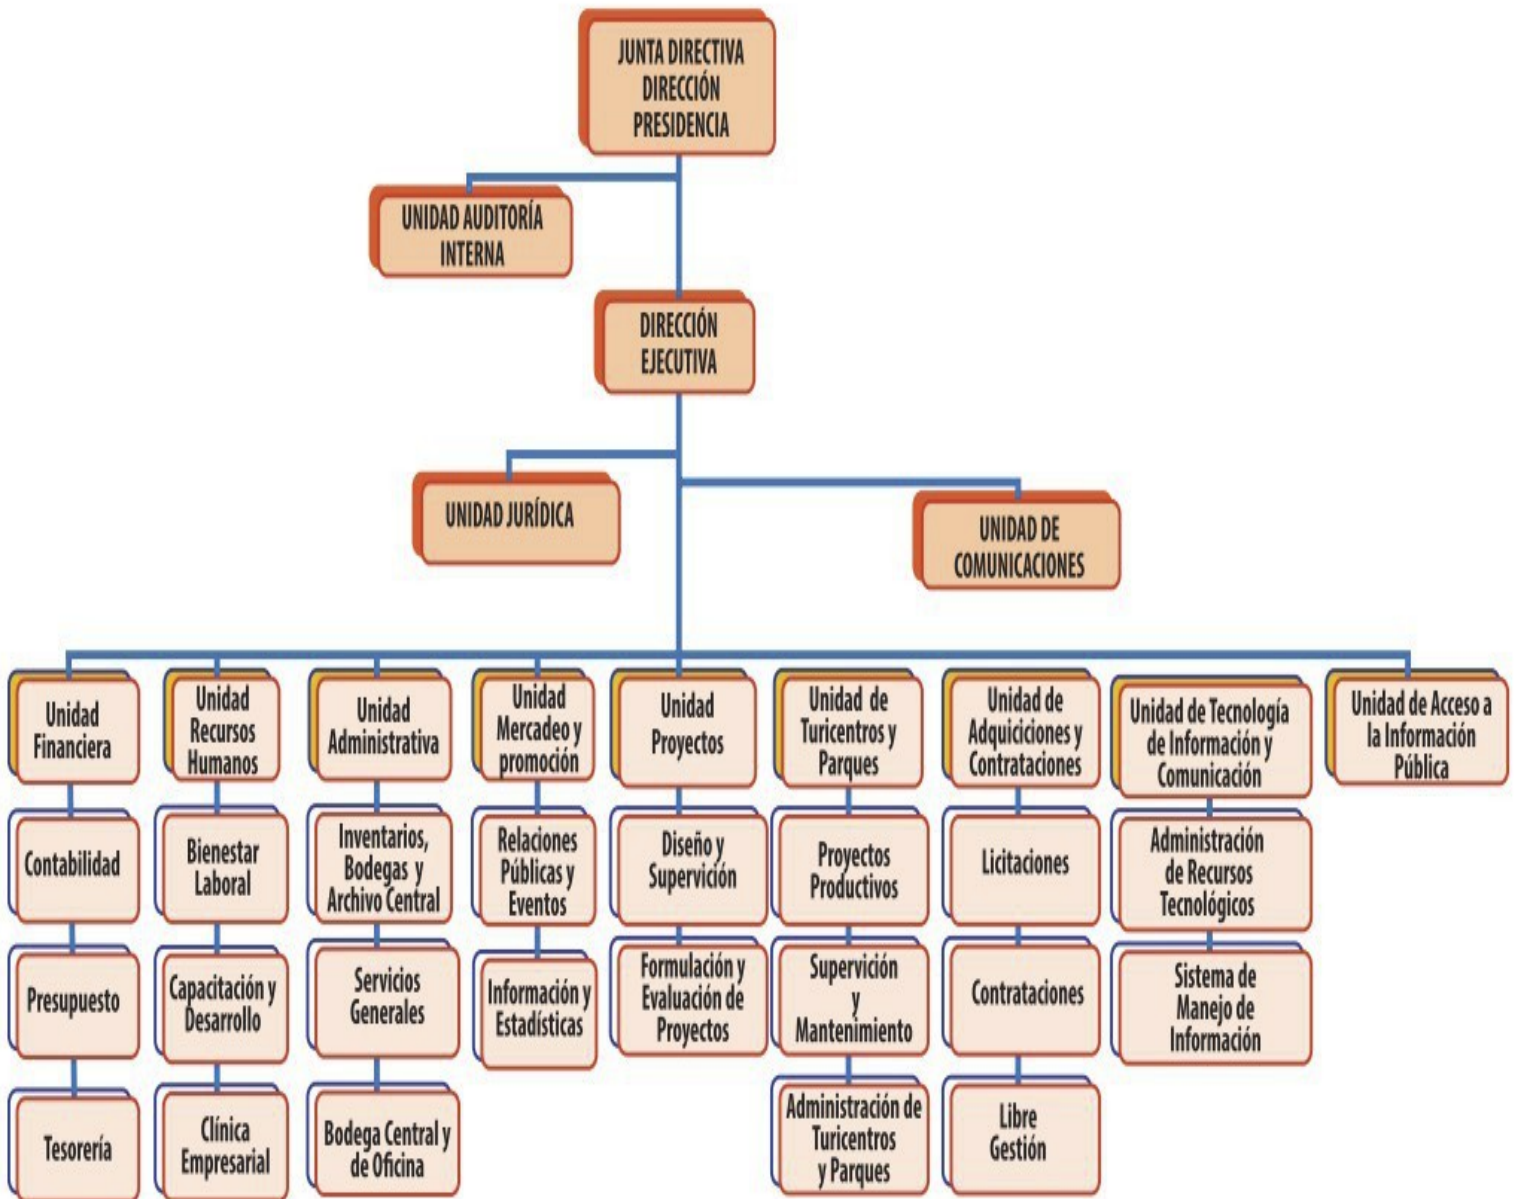 JUNTA DIRECTIVA
DIRECCIÓN
PRESIDENCIA
UNIDAD AUDITORÍA
INTERNA
DIRECCIÓN
EJECUTIVA
UNIDAD JURÍDICA
UNIDAD DE
COMUNICACIONES
Unidad
Financiera
Contabilidad
Presupuesto
Tesorería
Unidad
Recursos
Humanos
Bienestar
Laboral
Capacitación y
Desarrollo
Clínica
Empresarial
Unidad
Administrativa
Inventarios,
Bodegas y
Archivo Central
Servicios
Generales
Bodega Central y
de Oficina
Unidad
Mercadeo y
promoción
Relaciones
Públicas y
Eventos
Información y
Estadísticas
Unidad
Proyectos
Diseño y
Supervisión
Formulación y
Evaluación de
Proyectos
Unidad de
Turicentros y
Parques
Proyectos
Productivos
Supervisión
y
Mantenimiento
Administración de
Turicentros
y Parques
Unidad de
Adquiciciones y
Contrataciones
Licitaciones
Contrataciones
Libre
Gestión
Unidad de Tecnología
de Información y
Comunicación
Administración
de Recursos
Tecnológicos
Sistema de
Manejo de
Información
Unidad de Acceso a
la Información
Pública